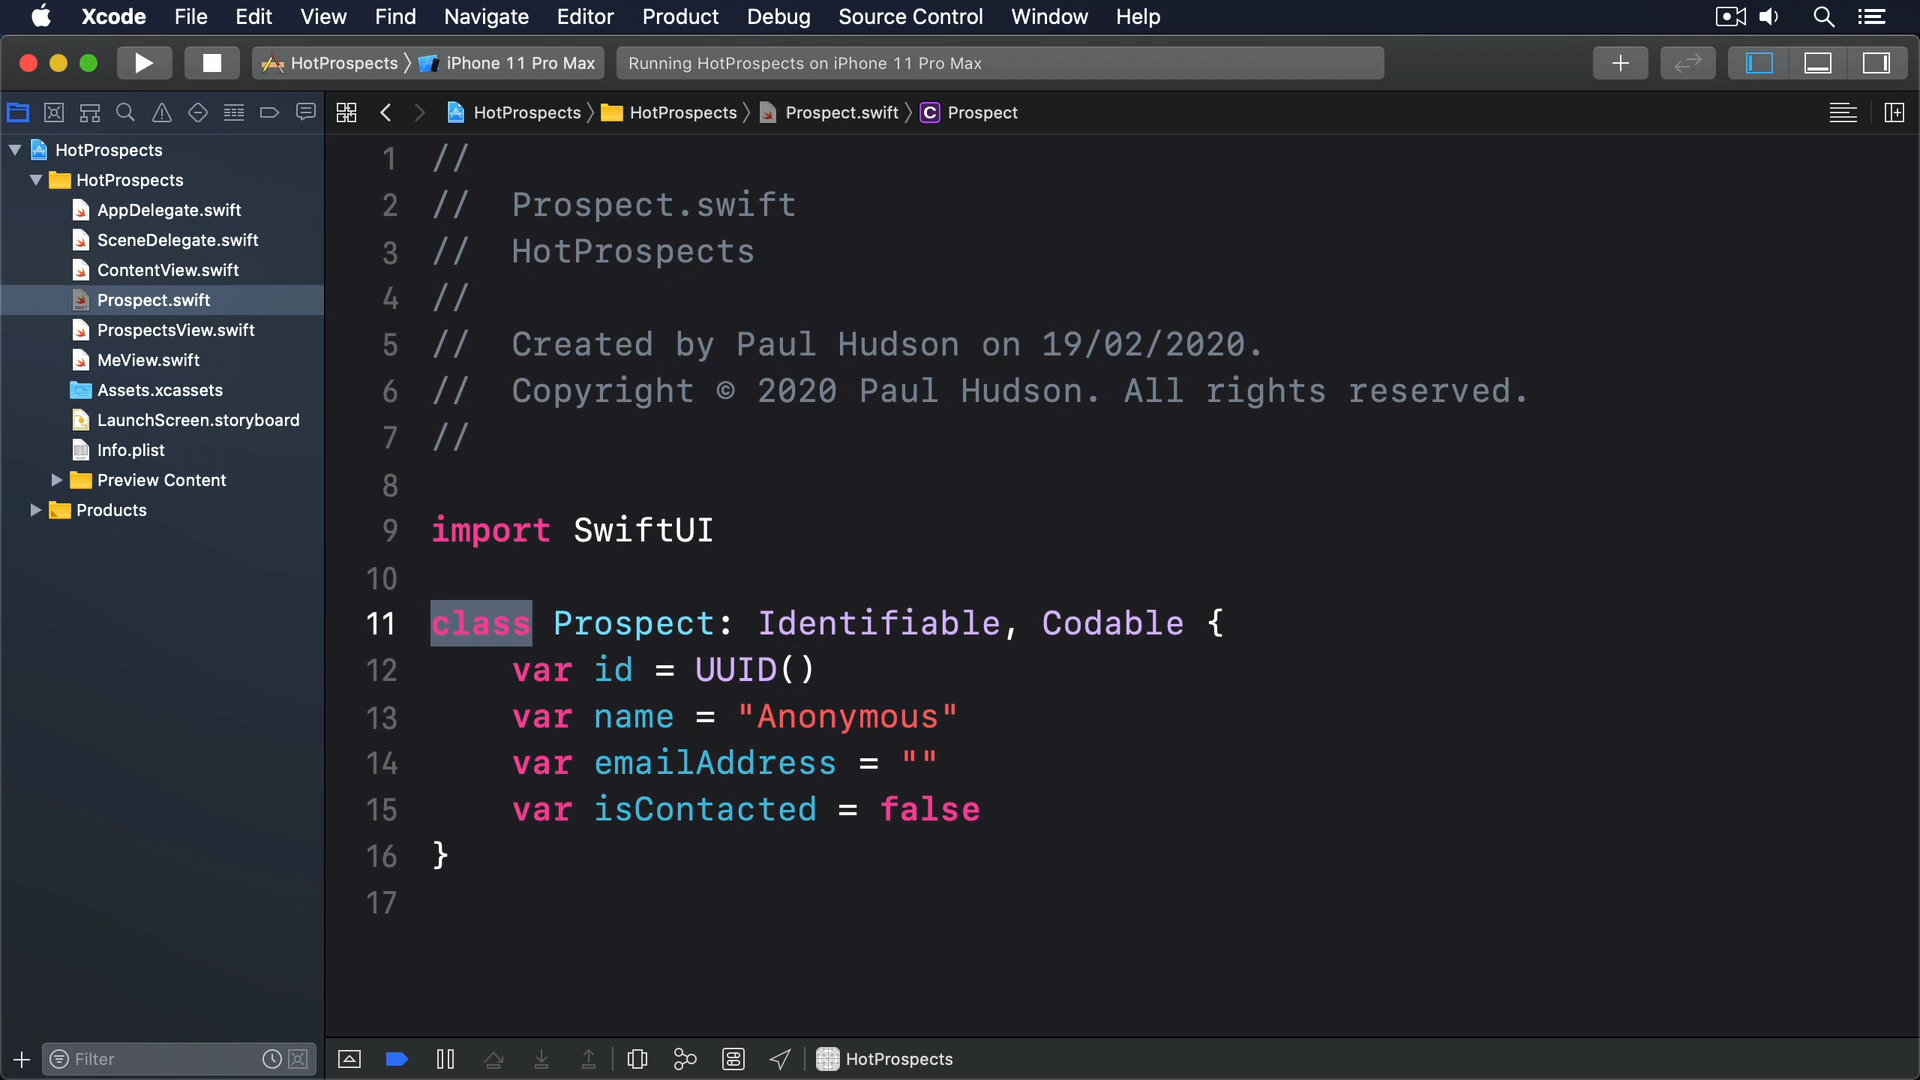 Xcode File Edit View Find Navigate Editor Product Debug Source Control Window Help
HotProspects iPhone 11 Pro Max Running HotProspects on iPhone 11 Pro Max
HotProspects HotProspects Prospect.swift C Prospect
HotProspects
HotProspects
AppDelegate.swift
SceneDelegate.swift
ContentView.swift
Prospect.swift
ProspectsView.swift
MeView.swift
Assets.xcassets
LaunchScreen.storyboard
Info.plist
Preview Content
Products
1 //
2 //  Prospect.swift
3 //  HotProspects
4 //
5 //  Created by Paul Hudson on 19/02/2020.
6 //  Copyright © 2020 Paul Hudson. All rights reserved.
7 //
8
9 import SwiftUI
10
11 class Prospect: Identifiable, Codable {
12     var id = UUID()
13     var name = "Anonymous"
14     var emailAddress = ""
15     var isContacted = false
16 }
17
Filter
HotProspects